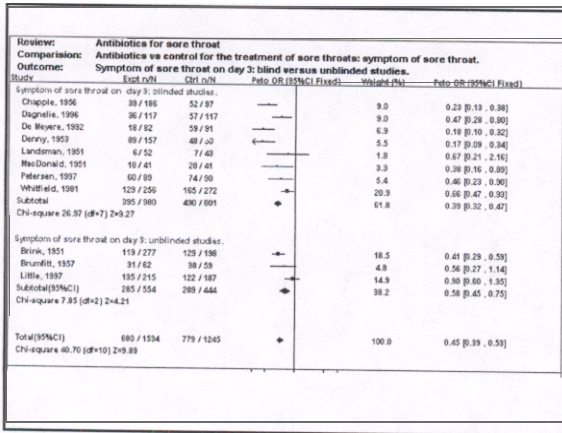 Review: Antibiotics for sore throat
Comparision: Antibiotics vs control for the treatment of sore throats: symptom of sore throat.
Outcome: Symptom of sore throat on day 3: blind versus unblinded studies.
Study Expt n/N Ctrl n/N Peto OR (95%CI Fixed) Weight (%) Peto OR (95%CI Fixed)
Symptom of sore throat on day 3: blinded studies.
Chapple, 1956 39 / 186 52 / 97 9.0 0.23 [0.13 , 0.38]
Dagnelie, 1996 36 / 117 57 / 117 9.0 0.47 [0.28 , 0.80]
De Meyere, 1992 18 / 82 59 / 91 6.9 0.18 [0.10 , 0.32]
Denny, 1953 89 / 157 48 / 5.5 0.17 [0.09 , 0.34]
Landsman, 1951 6 / 52 7 / 43 1.8 0.67 [0.21 , 2.16]
MacDonald, 1951 18 / 41 28 / 41 3.3 0.38 [0.16 , 0.89]
Petersen, 1997 60 / 89 74 / 90 5.4 0.46 [0.23 , 0.90]
Whitfield, 1981 129 / 256 165 / 272 20.9 0.66 [0.47 , 0.93]
Subtotal 395 / 980 490 / 801 61.8 0.39 [0.32 , 0.47]
Chi-square 26.97 (df=7) Z=9.27
Symptom of sore throat on day 3: unblinded studies.
Brink, 1951 119 / 277 129 / 198 18.5 0.41 [0.29 , 0.59]
Brumfitt, 1957 31 / 62 38 / 59 4.8 0.56 [0.27 , 1.14]
Little, 1997 135 / 215 122 / 187 14.9 0.90 [0.60 , 1.35]
Subtotal(95%CI) 285 / 554 289 / 444 38.2 0.58 [0.45 , 0.75]
Chi-square 7.85 (df=2) Z=4.21
Total(95%CI) 680 / 1534 779 / 1245 100.0 0.45 [0.39 , 0.53]
Chi-square 40.70 (df=10) Z=9.89